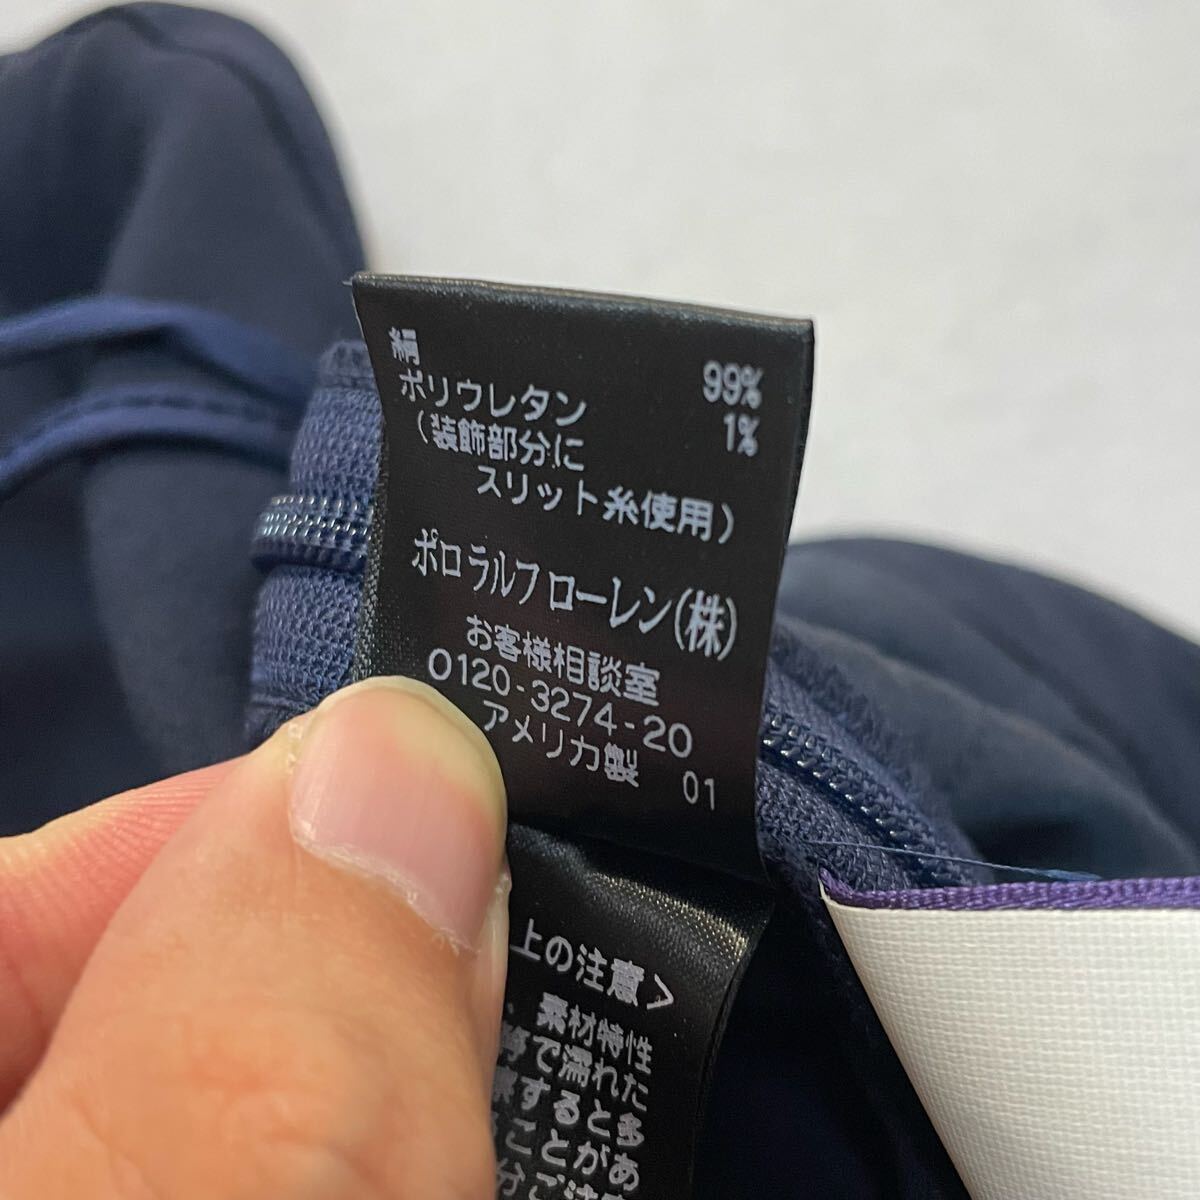 絹 99%
ポリウレタン 1%
(装飾部分に
スリット糸使用)
ポロ ラルフ ローレン(株)
お客様相談室
0120-3274-20
アメリカ製 01
上の注意>
、素材特性
等で濡れた
察すると多
ことがあ